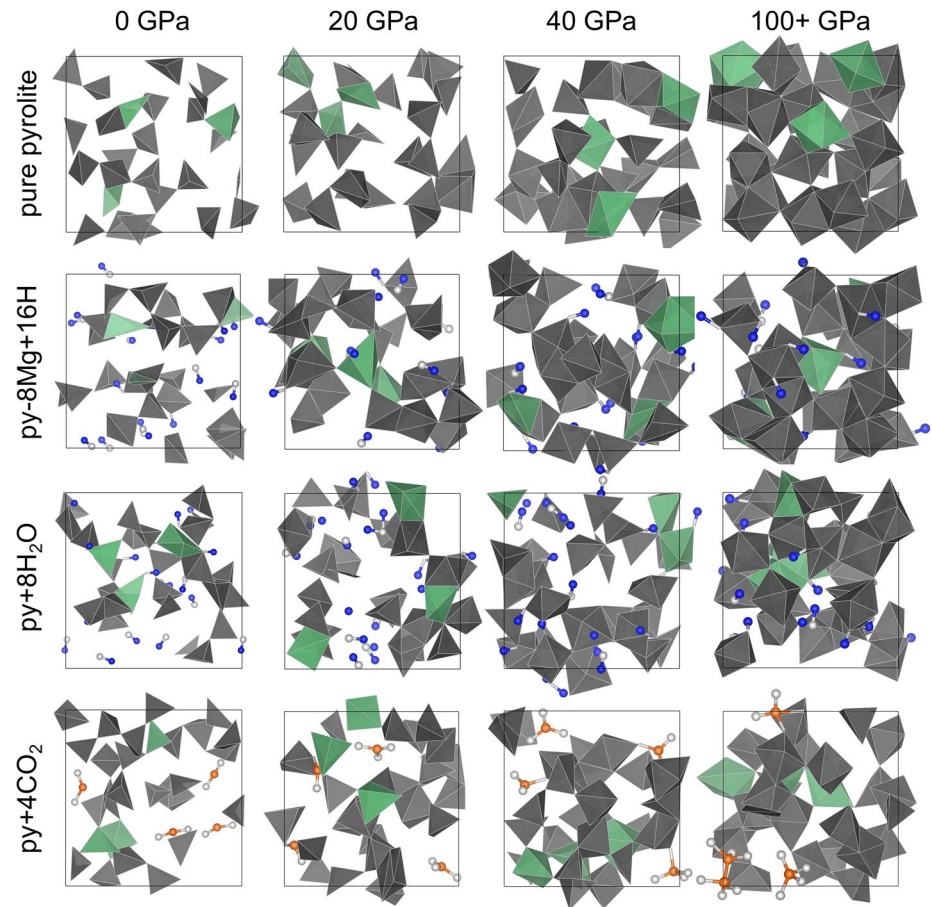 0 GPa 20 GPa 40 GPa 100+ GPa
pure pyrolite
py-8Mg+16H
py+8H₂O
py+4CO₂